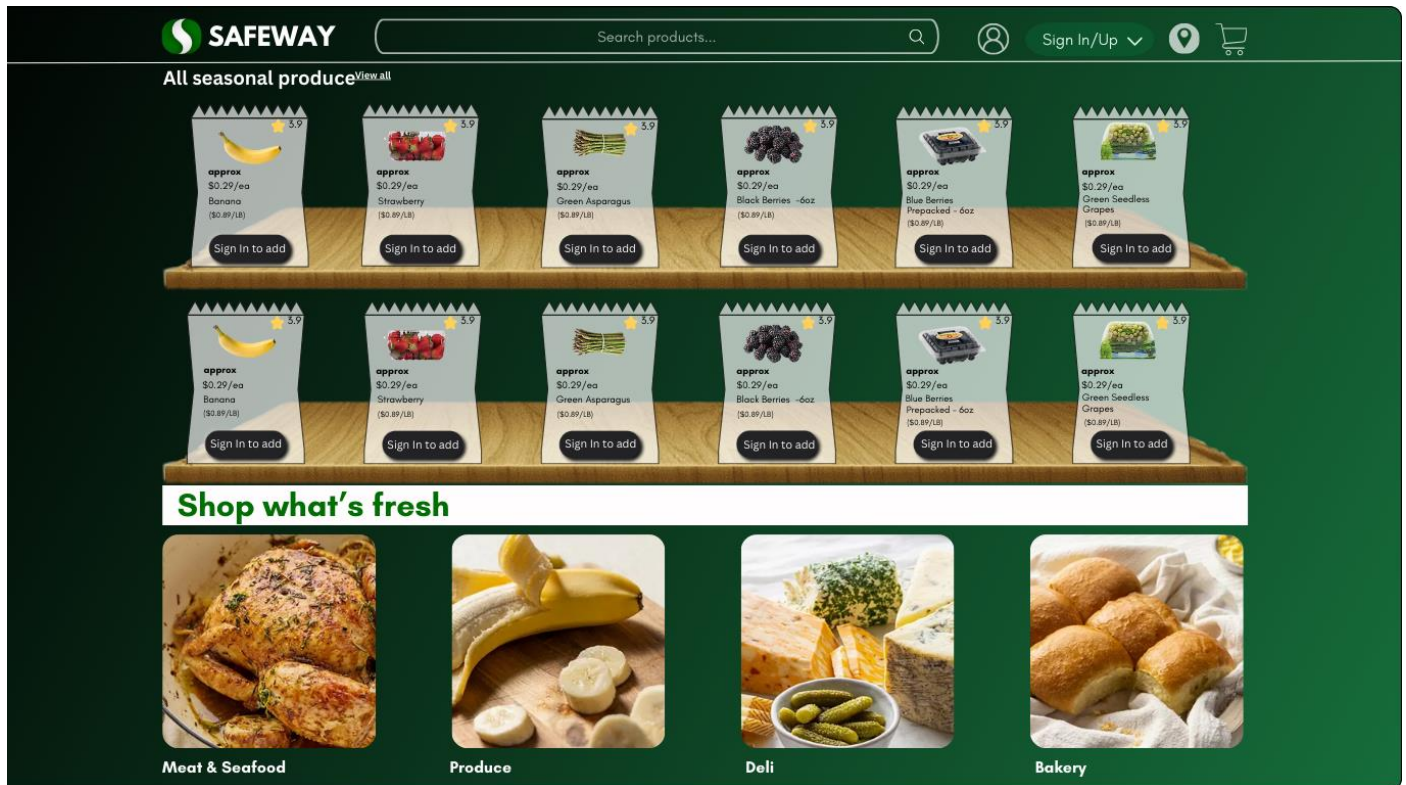 SAFEWAY
Search products...
Sign In/Up
All seasonal produce View all
3.9
approx
$0.29/ea
Banana
($0.89/LB)
Sign In to add
3.9
approx
$0.29/ea
Strawberry
($0.89/LB)
Sign In to add
3.9
approx
$0.29/ea
Green Asparagus
($0.89/LB)
Sign In to add
3.9
approx
$0.29/ea
Black Berries -6oz
($0.89/LB)
Sign In to add
3.9
approx
$0.29/ea
Blue Berries
Prepacked - 6oz
($0.89/LB)
Sign In to add
3.9
approx
$0.29/ea
Green Seedless
Grapes
($0.89/LB)
Sign In to add
3.9
approx
$0.29/ea
Banana
($0.89/LB)
Sign In to add
3.9
approx
$0.29/ea
Strawberry
($0.89/LB)
Sign In to add
3.9
approx
$0.29/ea
Green Asparagus
($0.89/LB)
Sign In to add
3.9
approx
$0.29/ea
Black Berries -6oz
($0.89/LB)
Sign In to add
3.9
approx
$0.29/ea
Blue Berries
Prepacked - 6oz
($0.89/LB)
Sign In to add
3.9
approx
$0.29/ea
Green Seedless
Grapes
($0.89/LB)
Sign In to add
Shop what's fresh
Meat & Seafood
Produce
Deli
Bakery